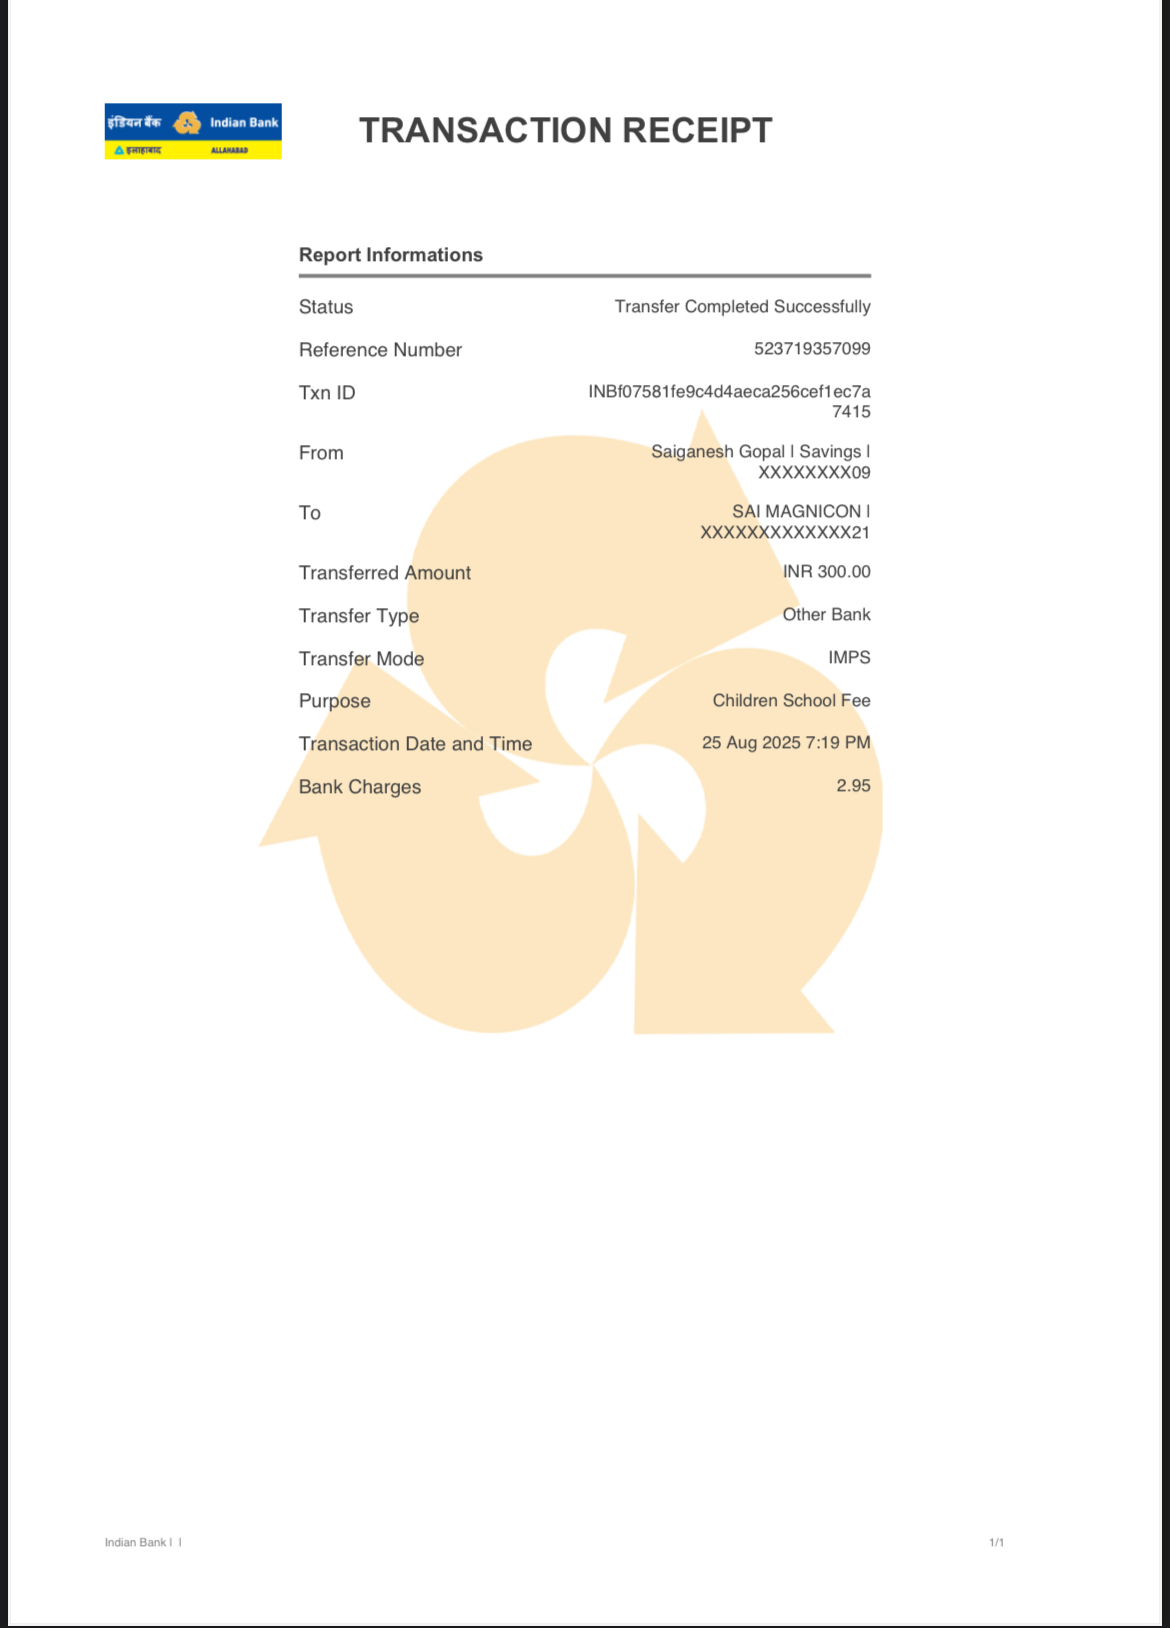 इंडियन बैंक Indian Bank
इलाहाबाद ALLAHABAD
TRANSACTION RECEIPT
Report Informations
Status Transfer Completed Successfully
Reference Number 523719357099
Txn ID INBf07581fe9c4d4aeca256cef1ec7a
7415
From Saiganesh Gopal | Savings |
XXXXXXXX09
To SAI MAGNICON |
XXXXXXXXXXXXX21
Transferred Amount INR 300.00
Transfer Type Other Bank
Transfer Mode IMPS
Purpose Children School Fee
Transaction Date and Time 25 Aug 2025 7:19 PM
Bank Charges 2.95
Indian Bank | | 1/1